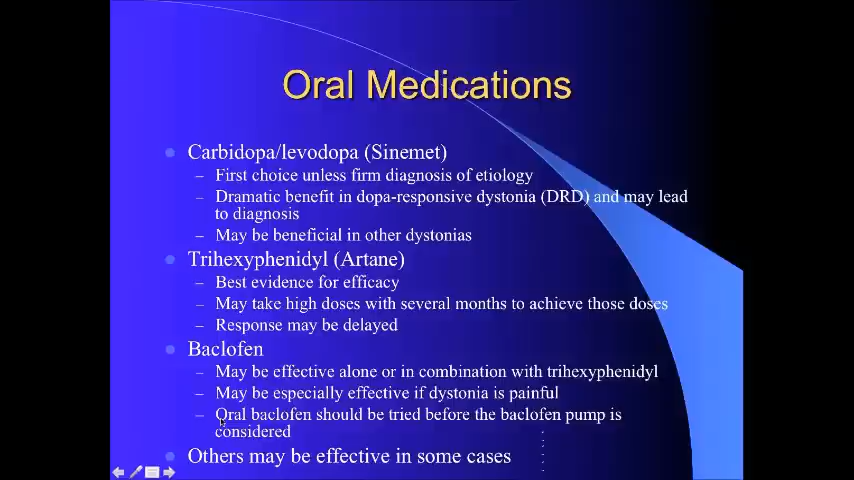 Oral Medications
Carbidopa/levodopa (Sinemet)
– First choice unless firm diagnosis of etiology
– Dramatic benefit in dopa-responsive dystonia (DRD) and may lead
to diagnosis
– May be beneficial in other dystonias
Trihexyphenidyl (Artane)
– Best evidence for efficacy
– May take high doses with several months to achieve those doses
– Response may be delayed
Baclofen
– May be effective alone or in combination with trihexyphenidyl
– May be especially effective if dystonia is painful
– Oral baclofen should be tried before the baclofen pump is
considered
Others may be effective in some cases